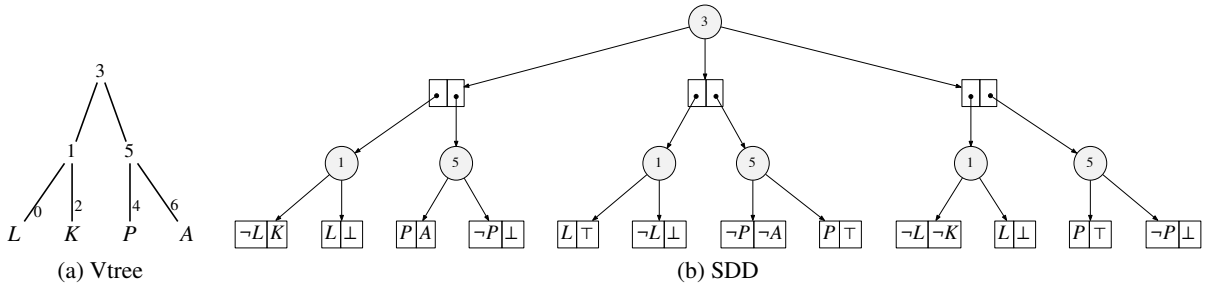 3
3
1 5
1 5 1 5 1 5
0 2 4 6
L K P A
¬L K L ⊥ P A ¬P ⊥ L ⊤ ¬L ⊥ ¬P ¬A P ⊤ ¬L ¬K L ⊥ P ⊤ ¬P ⊥
(a) Vtree (b) SDD